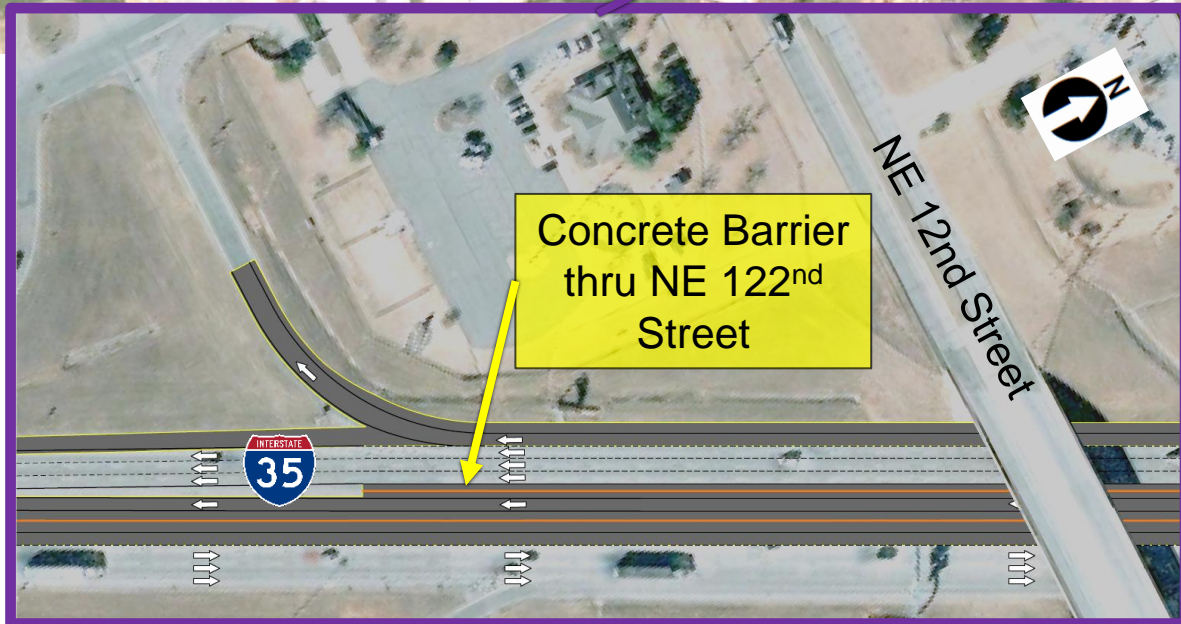 N
NE 12nd Street
Concrete Barrier
thru NE 122nd
Street
INTERSTATE
35